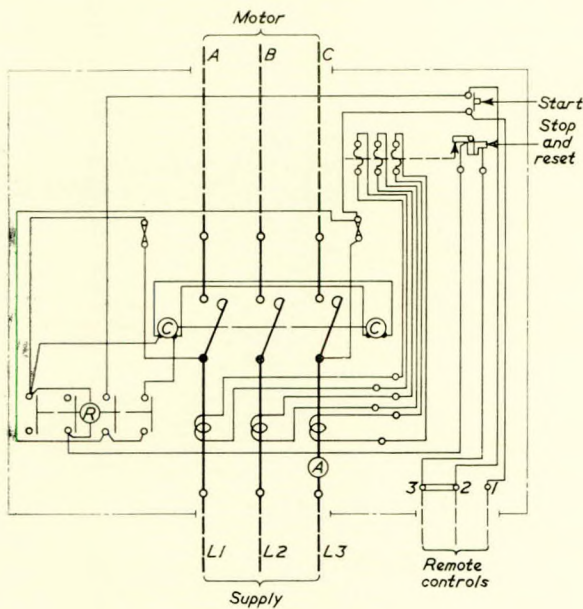 Motor
A B C
Start
Stop
and
reset
C C
R
A
3 2 1
L1 L2 L3
Remote
controls
Supply